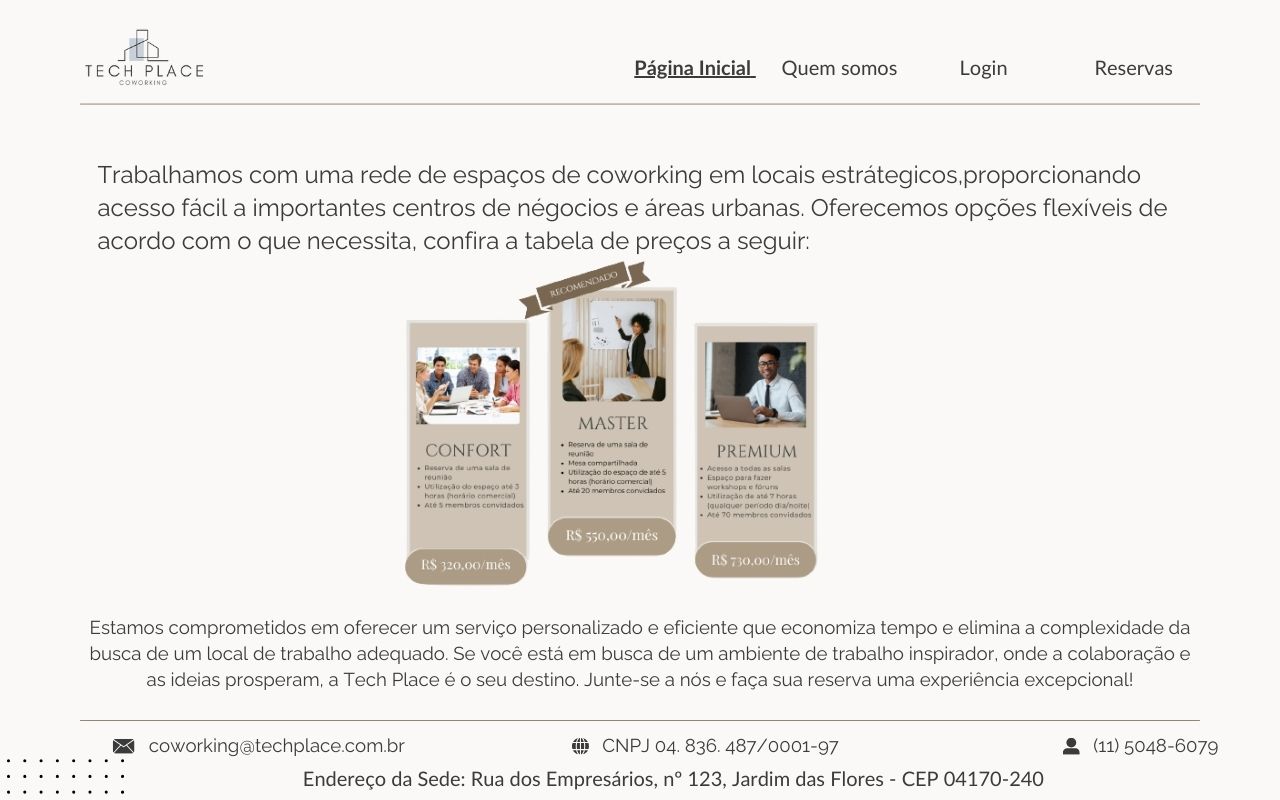 TECH PLACE
COWORKING
Página Inicial
Quem somos
Login
Reservas
Trabalhamos com uma rede de espaços de coworking em locais estrátegicos,proporcionando
acesso fácil a importantes centros de négocios e áreas urbanas. Oferecemos opções flexíveis de
acordo com o que necessita, confira a tabela de preços a seguir:
CONFORT
• Reserva de uma sala de
reunião
• Utilização do espaço até 3
horas (horário comercial)
• Até 5 membros convidados
R$ 320,00/mês
RECOMENDADO
MASTER
• Reserva de uma sala de
reunião
• Mesa compartilhada
• Utilização do espaço de até 5
horas (horário comercial)
• Até 20 membros convidados
R$ 550,00/mês
PREMIUM
• Acesso a todas as salas
• Espaço para fazer
workshops e fóruns
• Utilização de até 7 horas
(qualquer período dia/noite)
• Até 70 membros convidados
R$ 730,00/mês
Estamos comprometidos em oferecer um serviço personalizado e eficiente que economiza tempo e elimina a complexidade da
busca de um local de trabalho adequado. Se você está em busca de um ambiente de trabalho inspirador, onde a colaboração e
as ideias prosperam, a Tech Place é o seu destino. Junte-se a nós e faça sua reserva uma experiência excepcional!
coworking@techplace.com.br
CNPJ 04. 836. 487/0001-97
(11) 5048-6079
Endereço da Sede: Rua dos Empresários, nº 123, Jardim das Flores - CEP 04170-240